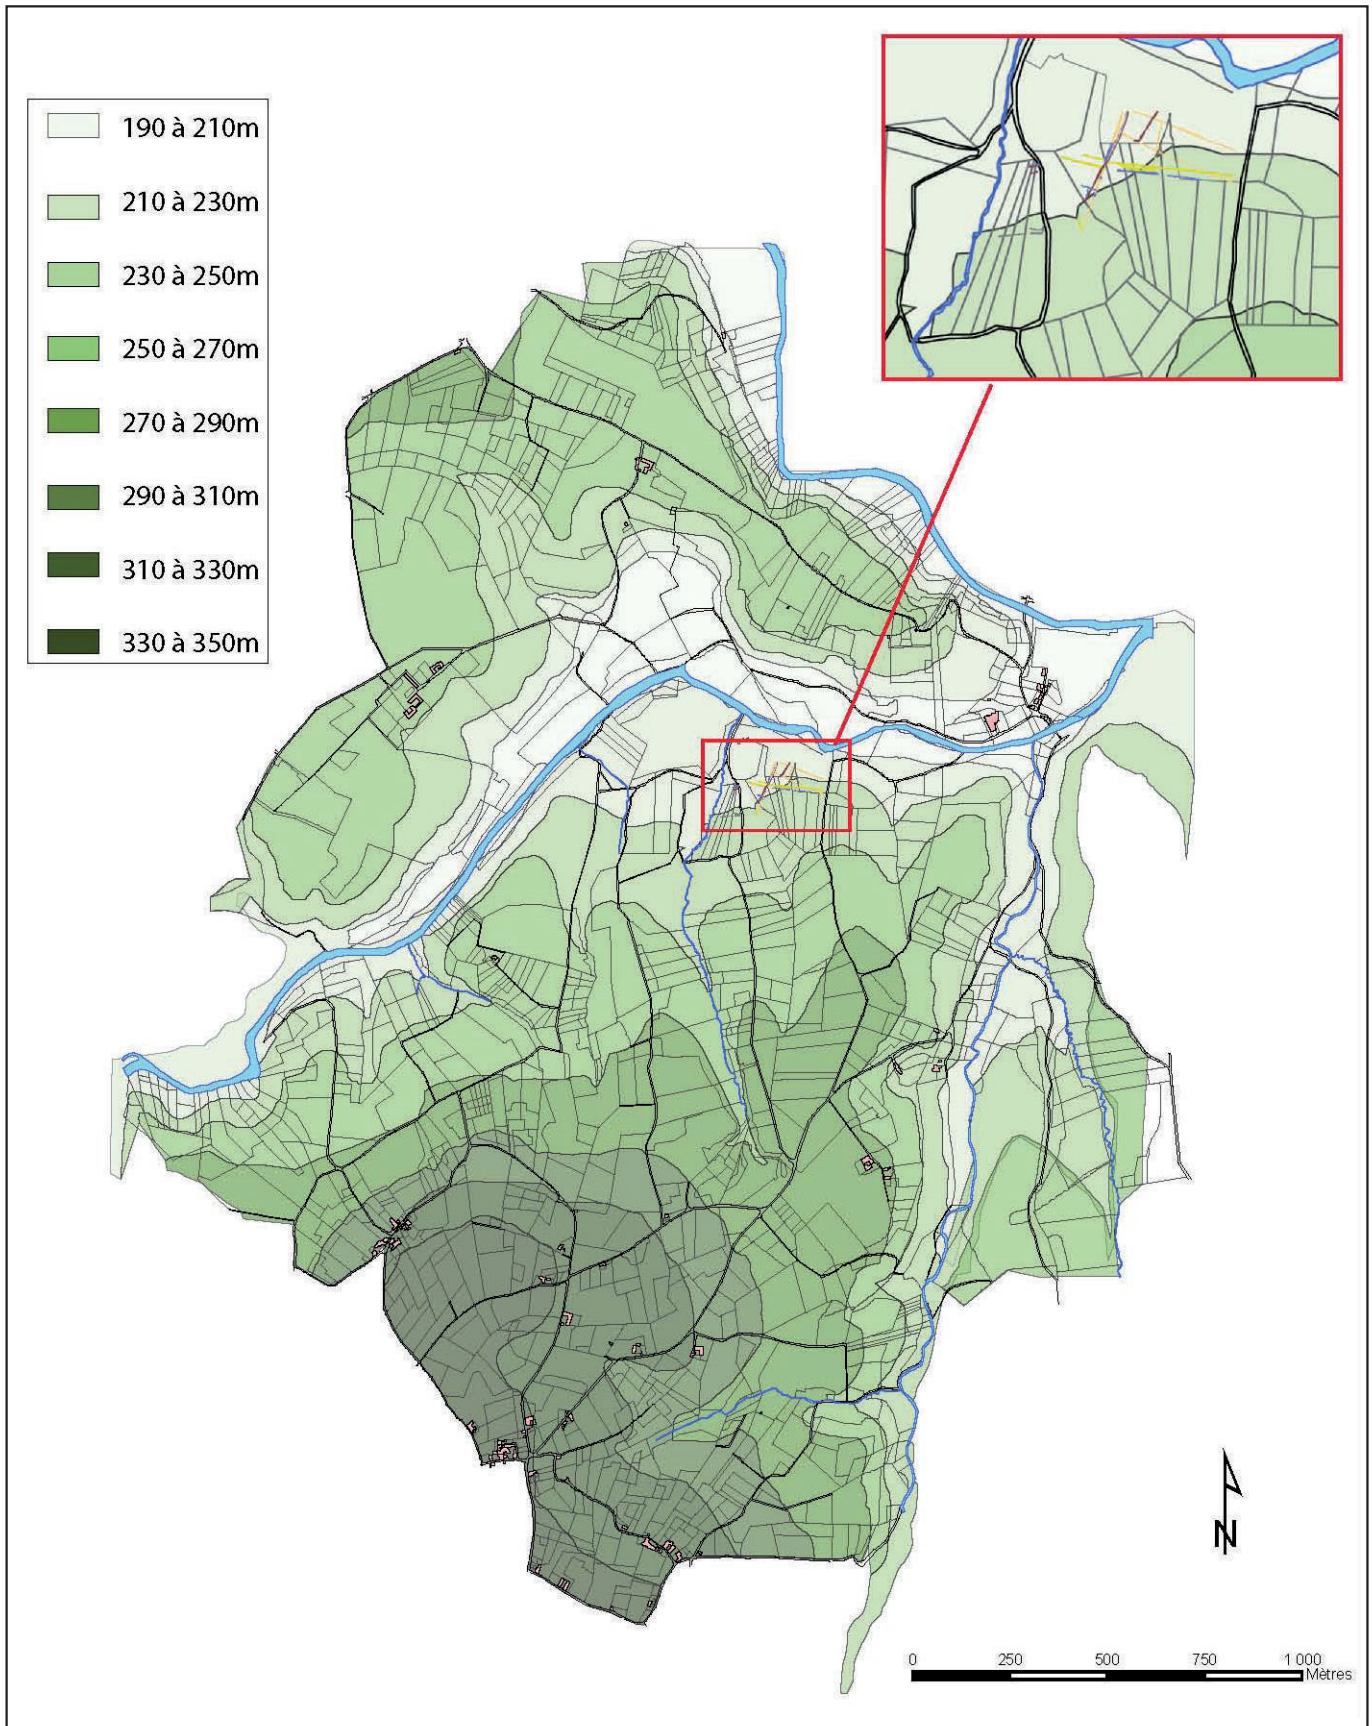 190 à 210m
210 à 230m
230 à 250m
250 à 270m
270 à 290m
290 à 310m
310 à 330m
330 à 350m
N
0 250 500 750 1 000
Mètres